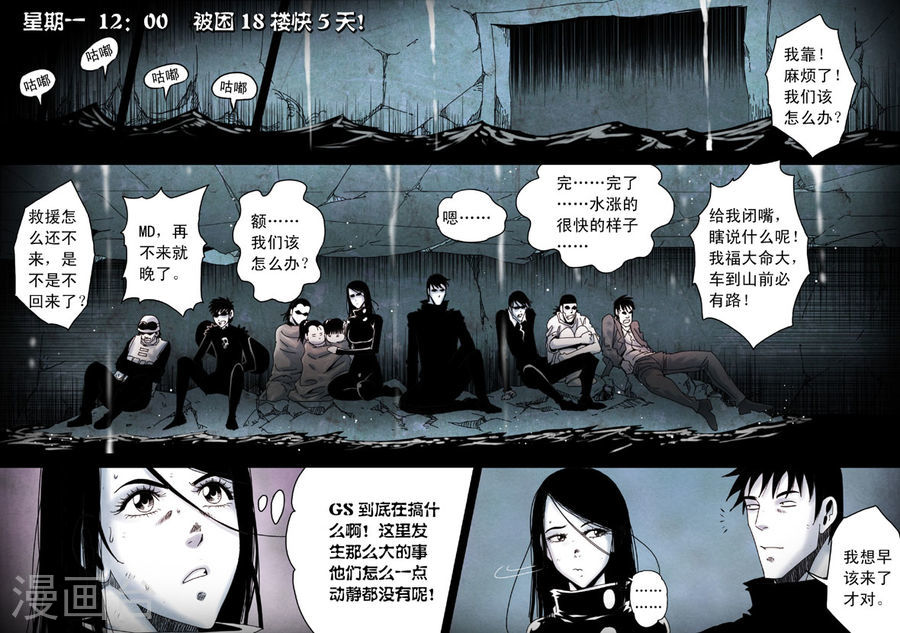 星期一 12：00 被困 18 楼快 5 天！
咕嘟
咕嘟
咕嘟
咕嘟
我靠！
麻烦了！
我们该
怎么办？
救援怎
么还不
来，是
不是不
回来了？
MD，再
不来就
晚了。
额……
我们该
怎么办？
嗯……
完……完了
……水涨的
很快的样子
……
给我闭嘴，
瞎说什么呢！
我福大命大，
车到山前必
有路！
GS 到底在搞什
么啊！这里发
生那么大的事
他们怎么一点
动静都没有呢！
……
……
我想早
该来了
才对。
漫画台